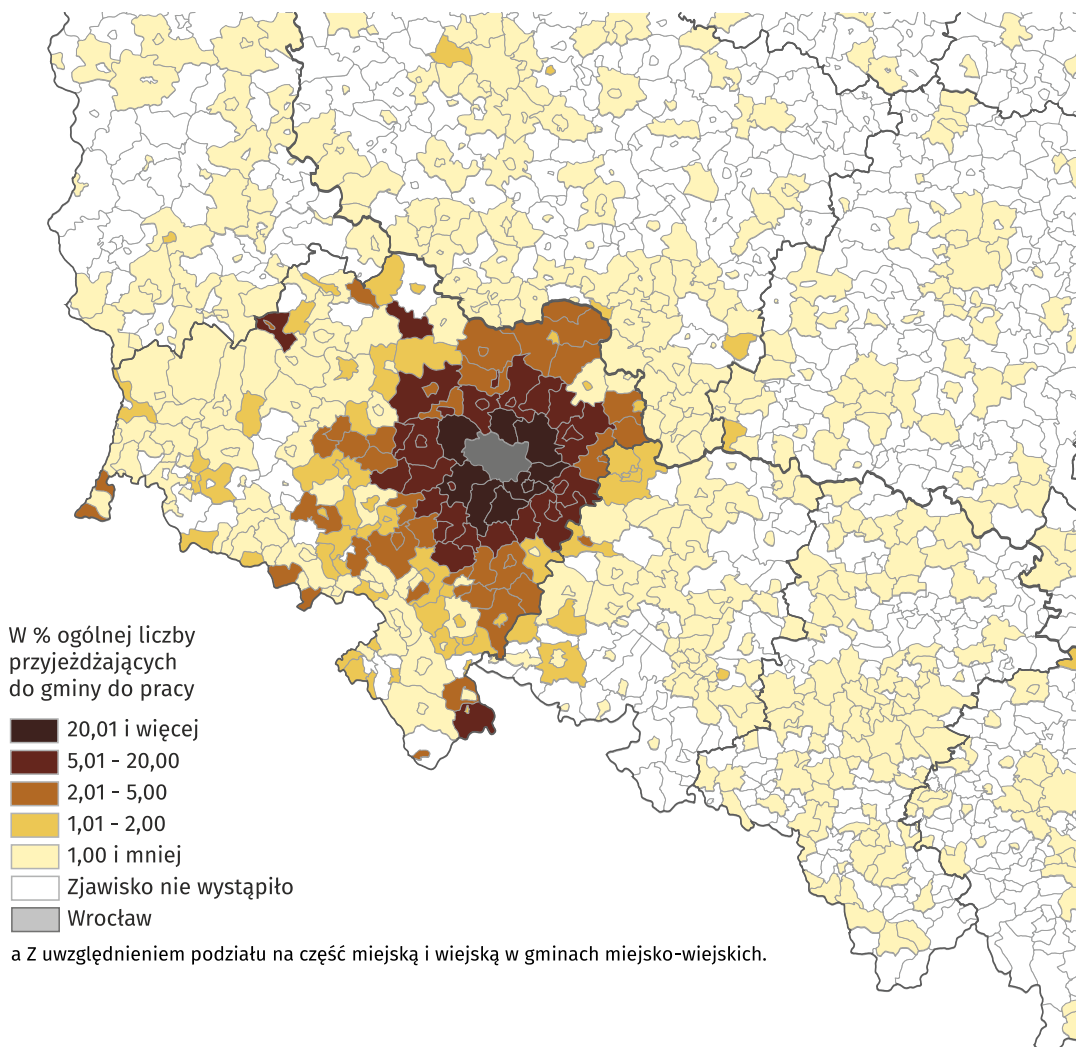 W % ogólnej liczby
przyjeżdżających
do gminy do pracy
20,01 i więcej
5,01 - 20,00
2,01 - 5,00
1,01 - 2,00
1,00 i mniej
Zjawisko nie wystąpiło
Wrocław
a Z uwzględnieniem podziału na część miejską i wiejską w gminach miejsko-wiejskich.